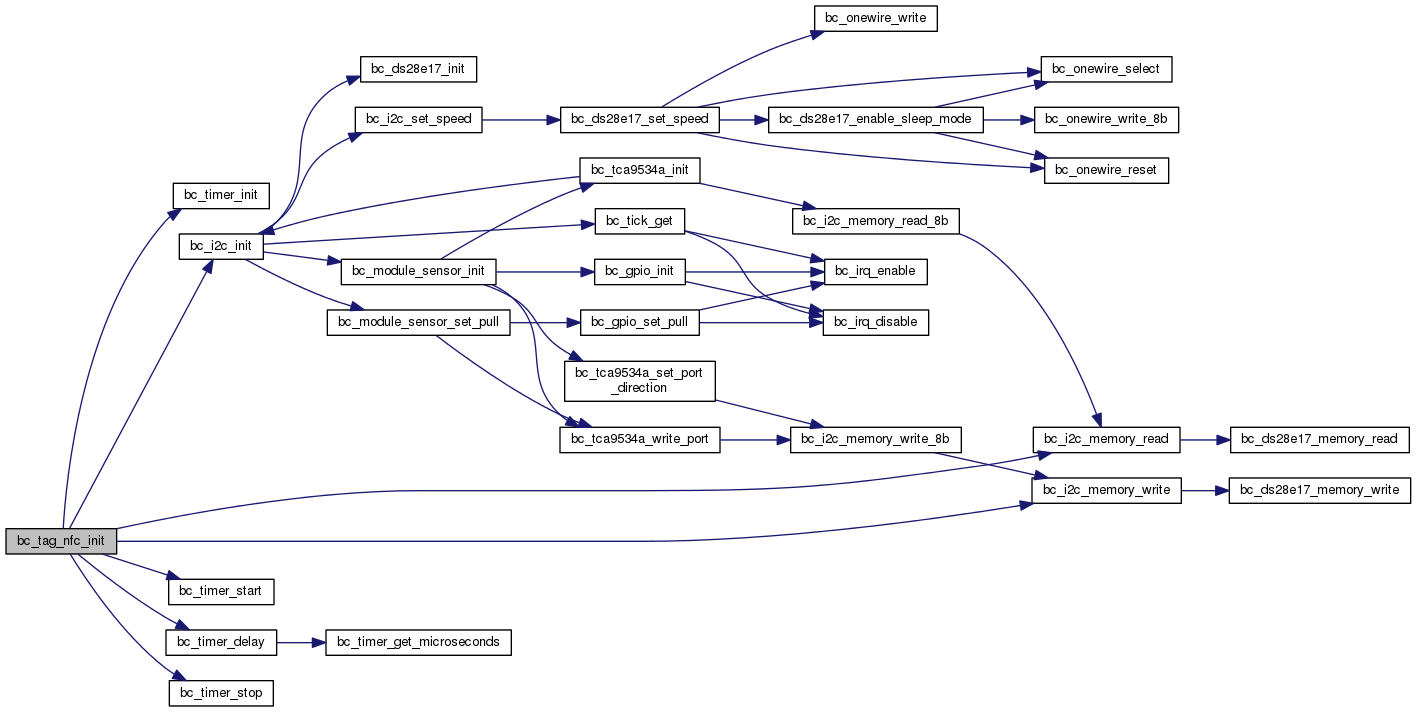 bc_onewire_write
bc_ds28e17_init
bc_onewire_select
bc_i2c_set_speed
bc_ds28e17_set_speed
bc_ds28e17_enable_sleep_mode
bc_onewire_write_8b
bc_tca9534a_init
bc_onewire_reset
bc_timer_init
bc_tick_get
bc_i2c_memory_read_8b
bc_i2c_init
bc_module_sensor_init
bc_gpio_init
bc_irq_enable
bc_module_sensor_set_pull
bc_gpio_set_pull
bc_irq_disable
bc_tca9534a_set_port
_direction
bc_tca9534a_write_port
bc_i2c_memory_write_8b
bc_i2c_memory_read
bc_ds28e17_memory_read
bc_i2c_memory_write
bc_ds28e17_memory_write
bc_tag_nfc_init
bc_timer_start
bc_timer_delay
bc_timer_get_microseconds
bc_timer_stop